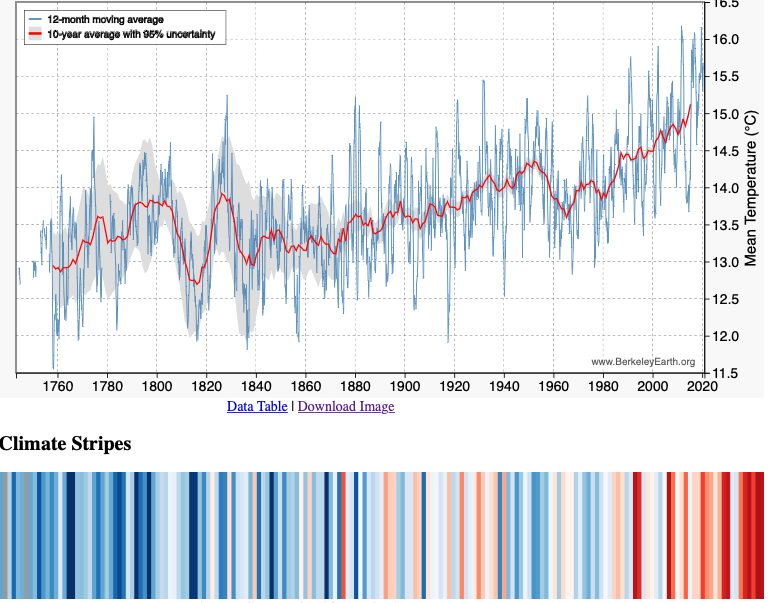 16.5
12-month moving average
10-year average with 95% uncertainty
16.0
15.5
15.0
14.5
14.0
13.5
13.0
12.5
12.0
11.5
Mean Temperature (°C)
www.BerkeleyEarth.org
1760 1780 1800 1820 1840 1860 1880 1900 1920 1940 1960 1980 2000 2020
Data Table | Download Image
Climate Stripes